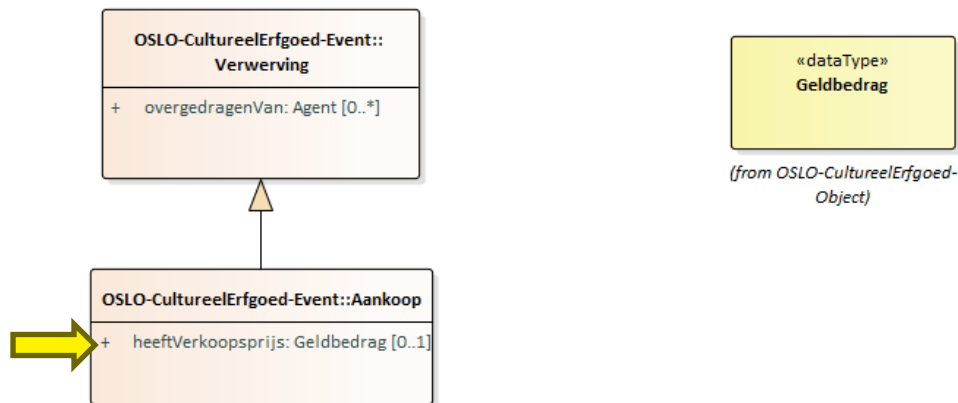 OSLO-CultureelErfgoed-Event::
Verwerving
+ overgedragenVan: Agent [0..*]
«dataType»
Geldbedrag
(from OSLO-CultureelErfgoed-
Object)
OSLO-CultureelErfgoed-Event::Aankoop
+ heeftVerkoopsprijs: Geldbedrag [0..1]